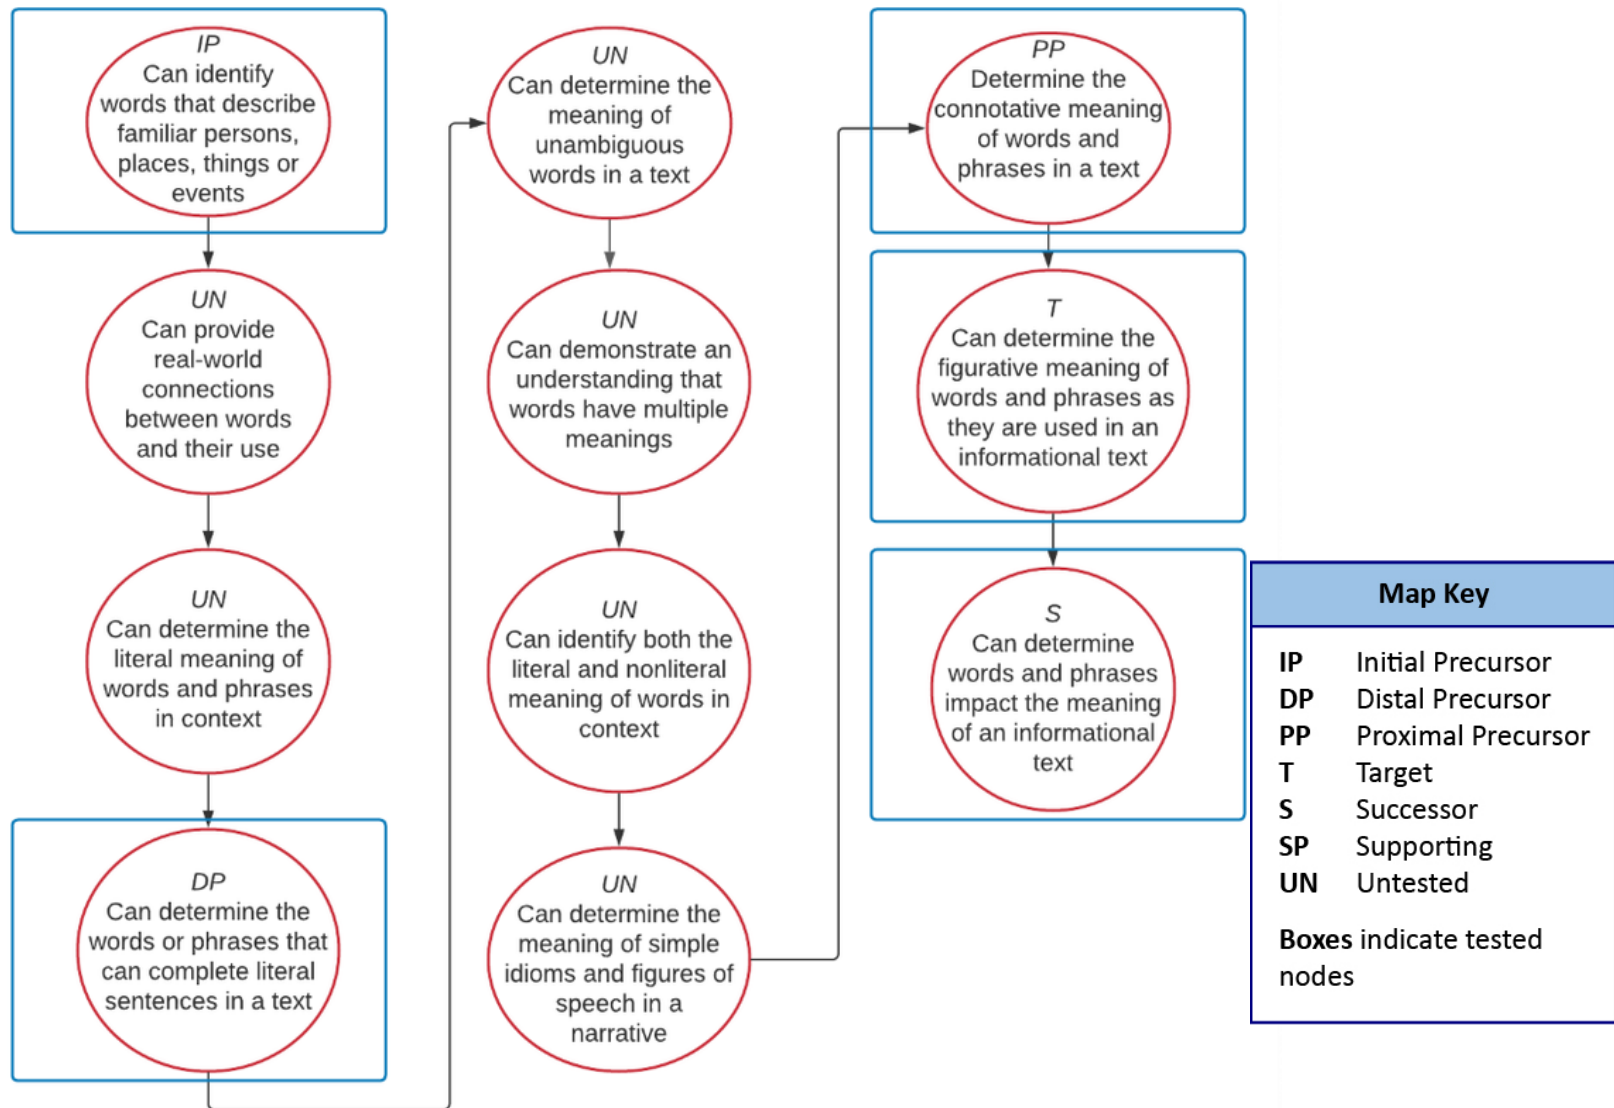 IP
Can identify
words that describe
familiar persons,
places, things or
events
UN
Can provide
real-world
connections
between words
and their use
UN
Can determine the
literal meaning of
words and phrases
in context
DP
Can determine the
words or phrases that
can complete literal
sentences in a text
UN
Can determine the
meaning of
unambiguous
words in a text
UN
Can demonstrate an
understanding that
words have multiple
meanings
UN
Can identify both the
literal and nonliteral
meaning of words in
context
UN
Can determine the
meaning of simple
idioms and figures of
speech in a
narrative
PP
Determine the
connotative meaning
of words and
phrases in a text
T
Can determine the
figurative meaning of
words and phrases as
they are used in an
informational text
S
Can determine
words and phrases
impact the meaning
of an informational
text
Map Key
IP Initial Precursor
DP Distal Precursor
PP Proximal Precursor
T Target
S Successor
SP Supporting
UN Untested
Boxes indicate tested
nodes